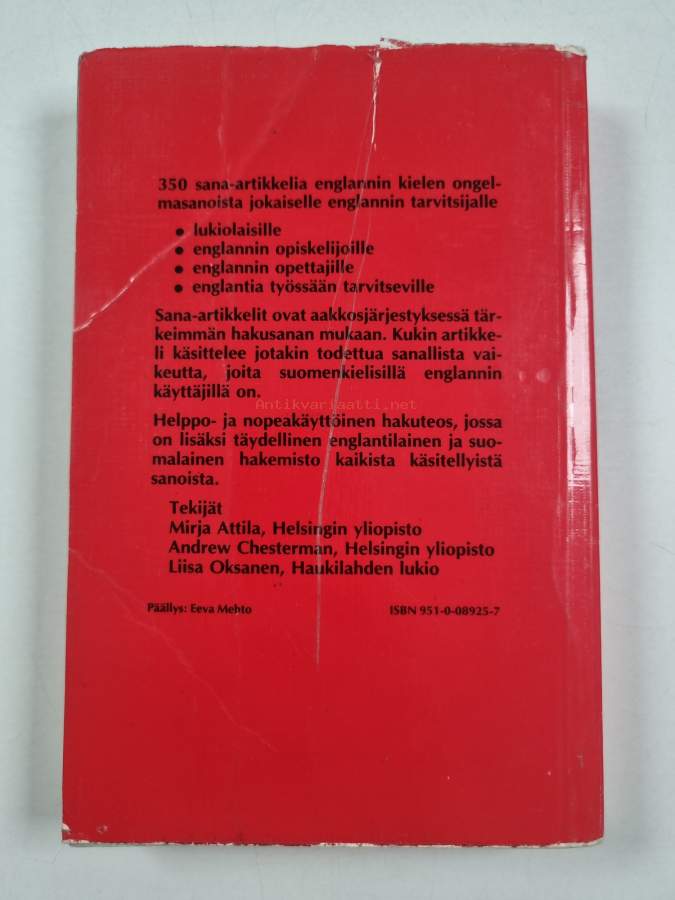 350 sana-artikkelia englannin kielen ongel-
masanoista jokaiselle englannin tarvitsijalle
• lukiolaisille
• englannin opiskelijoille
• englannin opettajille
• englantia työssään tarvitseville
Sana-artikkelit ovat aakkosjärjestyksessä tär-
keimmän hakusanan mukaan. Kukin artikke-
li käsittelee jotakin todettua sanallista vai-
keutta, joita suomenkielisillä englannin
käyttäjillä on.
Antikvariaatti.net
Helppo- ja nopeakäyttöinen hakuteos, jossa
on lisäksi täydellinen englantilainen ja suo-
malainen hakemisto kaikista käsitellyistä
sanoista.
Tekijät
Mirja Attila, Helsingin yliopisto
Andrew Chesterman, Helsingin yliopisto
Liisa Oksanen, Haukilahden lukio
Päällys: Eeva Mehto ISBN 951-0-08925-7